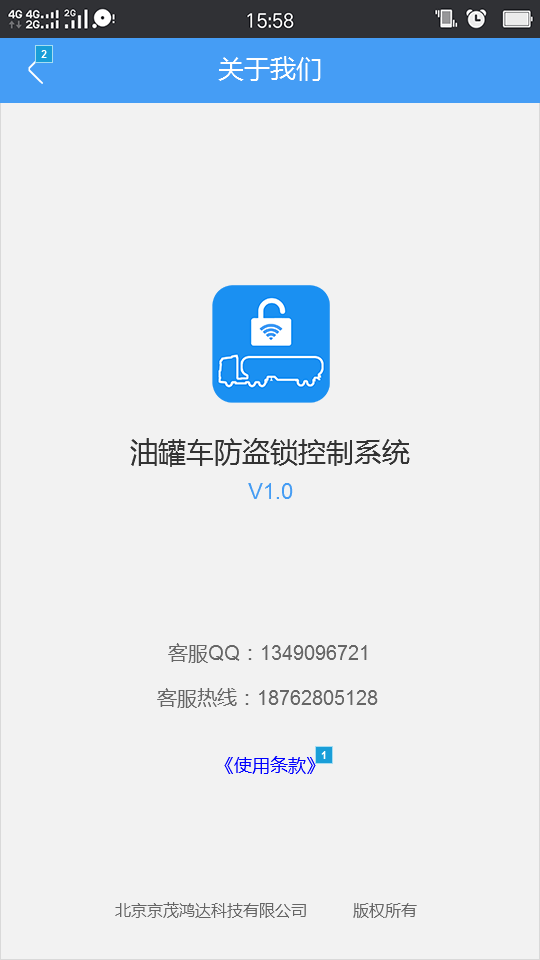 4G 4G 2G
2G
15:58
2
关于我们
油罐车防盗锁控制系统
V1.0
客服QQ：1349096721
客服热线：18762805128
《使用条款》 1
北京京茂鸿达科技有限公司 版权所有